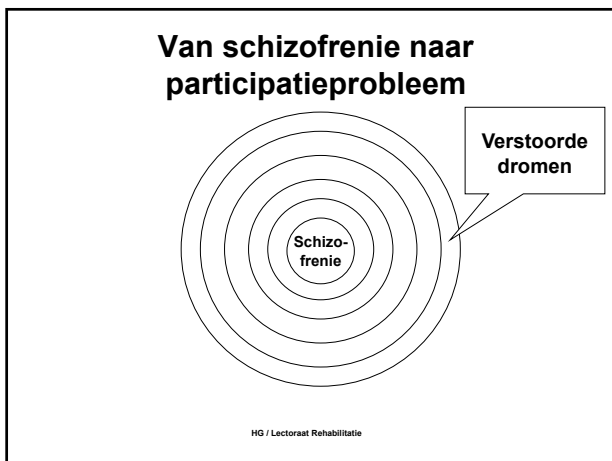 Van schizofrenie naar
participatieprobleem
Verstoorde
dromen
Schizo-
frenie
HG / Lectoraat Rehabilitatie